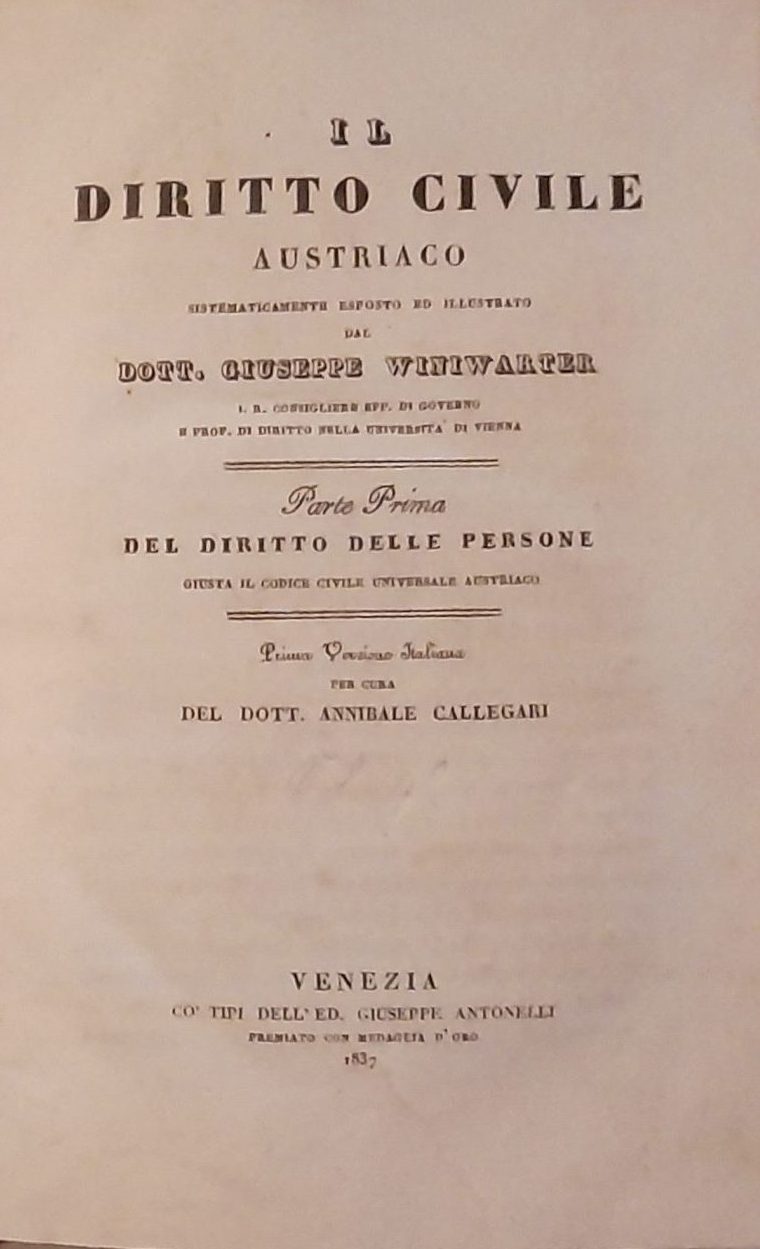 IL
DIRITTO CIVILE
AUSTRIACO
SISTEMATICAMENTE ESPOSTO ED ILLUSTRATO
DAL
DOTT. GIUSEPPE WINIWARTER
I. R. CONSIGLIERE EFF. DI GOVERNO
E PROF. DI DIRITTO NELLA UNIVERSITA' DI VIENNA
Parte Prima
DEL DIRITTO DELLE PERSONE
GIUSTA IL CODICE CIVILE UNIVERSALE AUSTRIACO
Prima Versione Italiana
PER CURA
DEL DOTT. ANNIBALE CALLEGARI
VENEZIA
CO' TIPI DELL' ED. GIUSEPPE ANTONELLI
PREMIATO CON MEDAGLIA D' ORO
1837